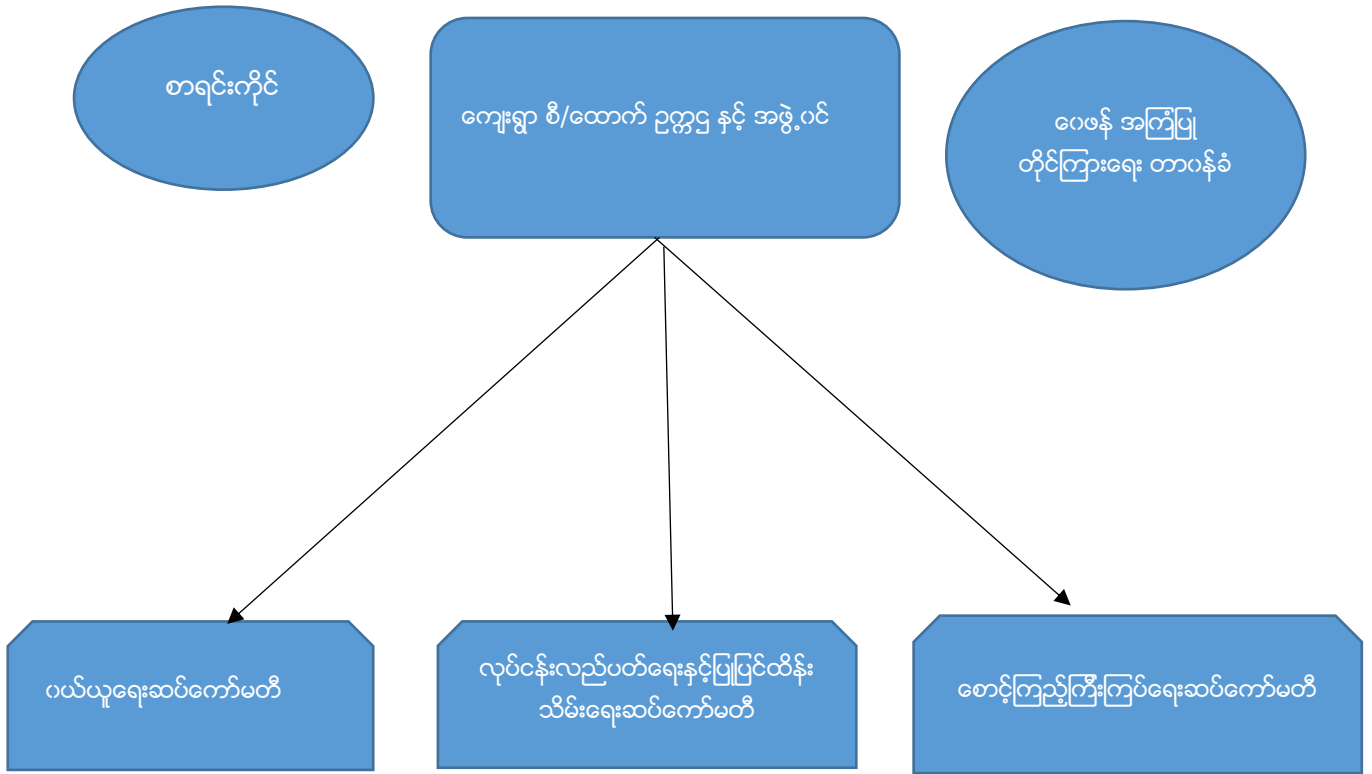 စာရင်းကိုင်
ကျေးရွာ စီ/ထောက် ဥက္ကဌ နှင့် အဖွဲ့၀င်
ဝေဖန် အကြံပြု
တိုင်ကြားရေး တာ၀န်ခံ
၀ယ်ယူရေးဆပ်ကော်မတီ
လုပ်ငန်းလည်ပတ်ရေးနှင့်ပြုပြင်ထိန်း
သိမ်းရေးဆပ်ကော်မတီ
စောင့်ကြည့်ကြီးကြပ်ရေးဆပ်ကော်မတီ